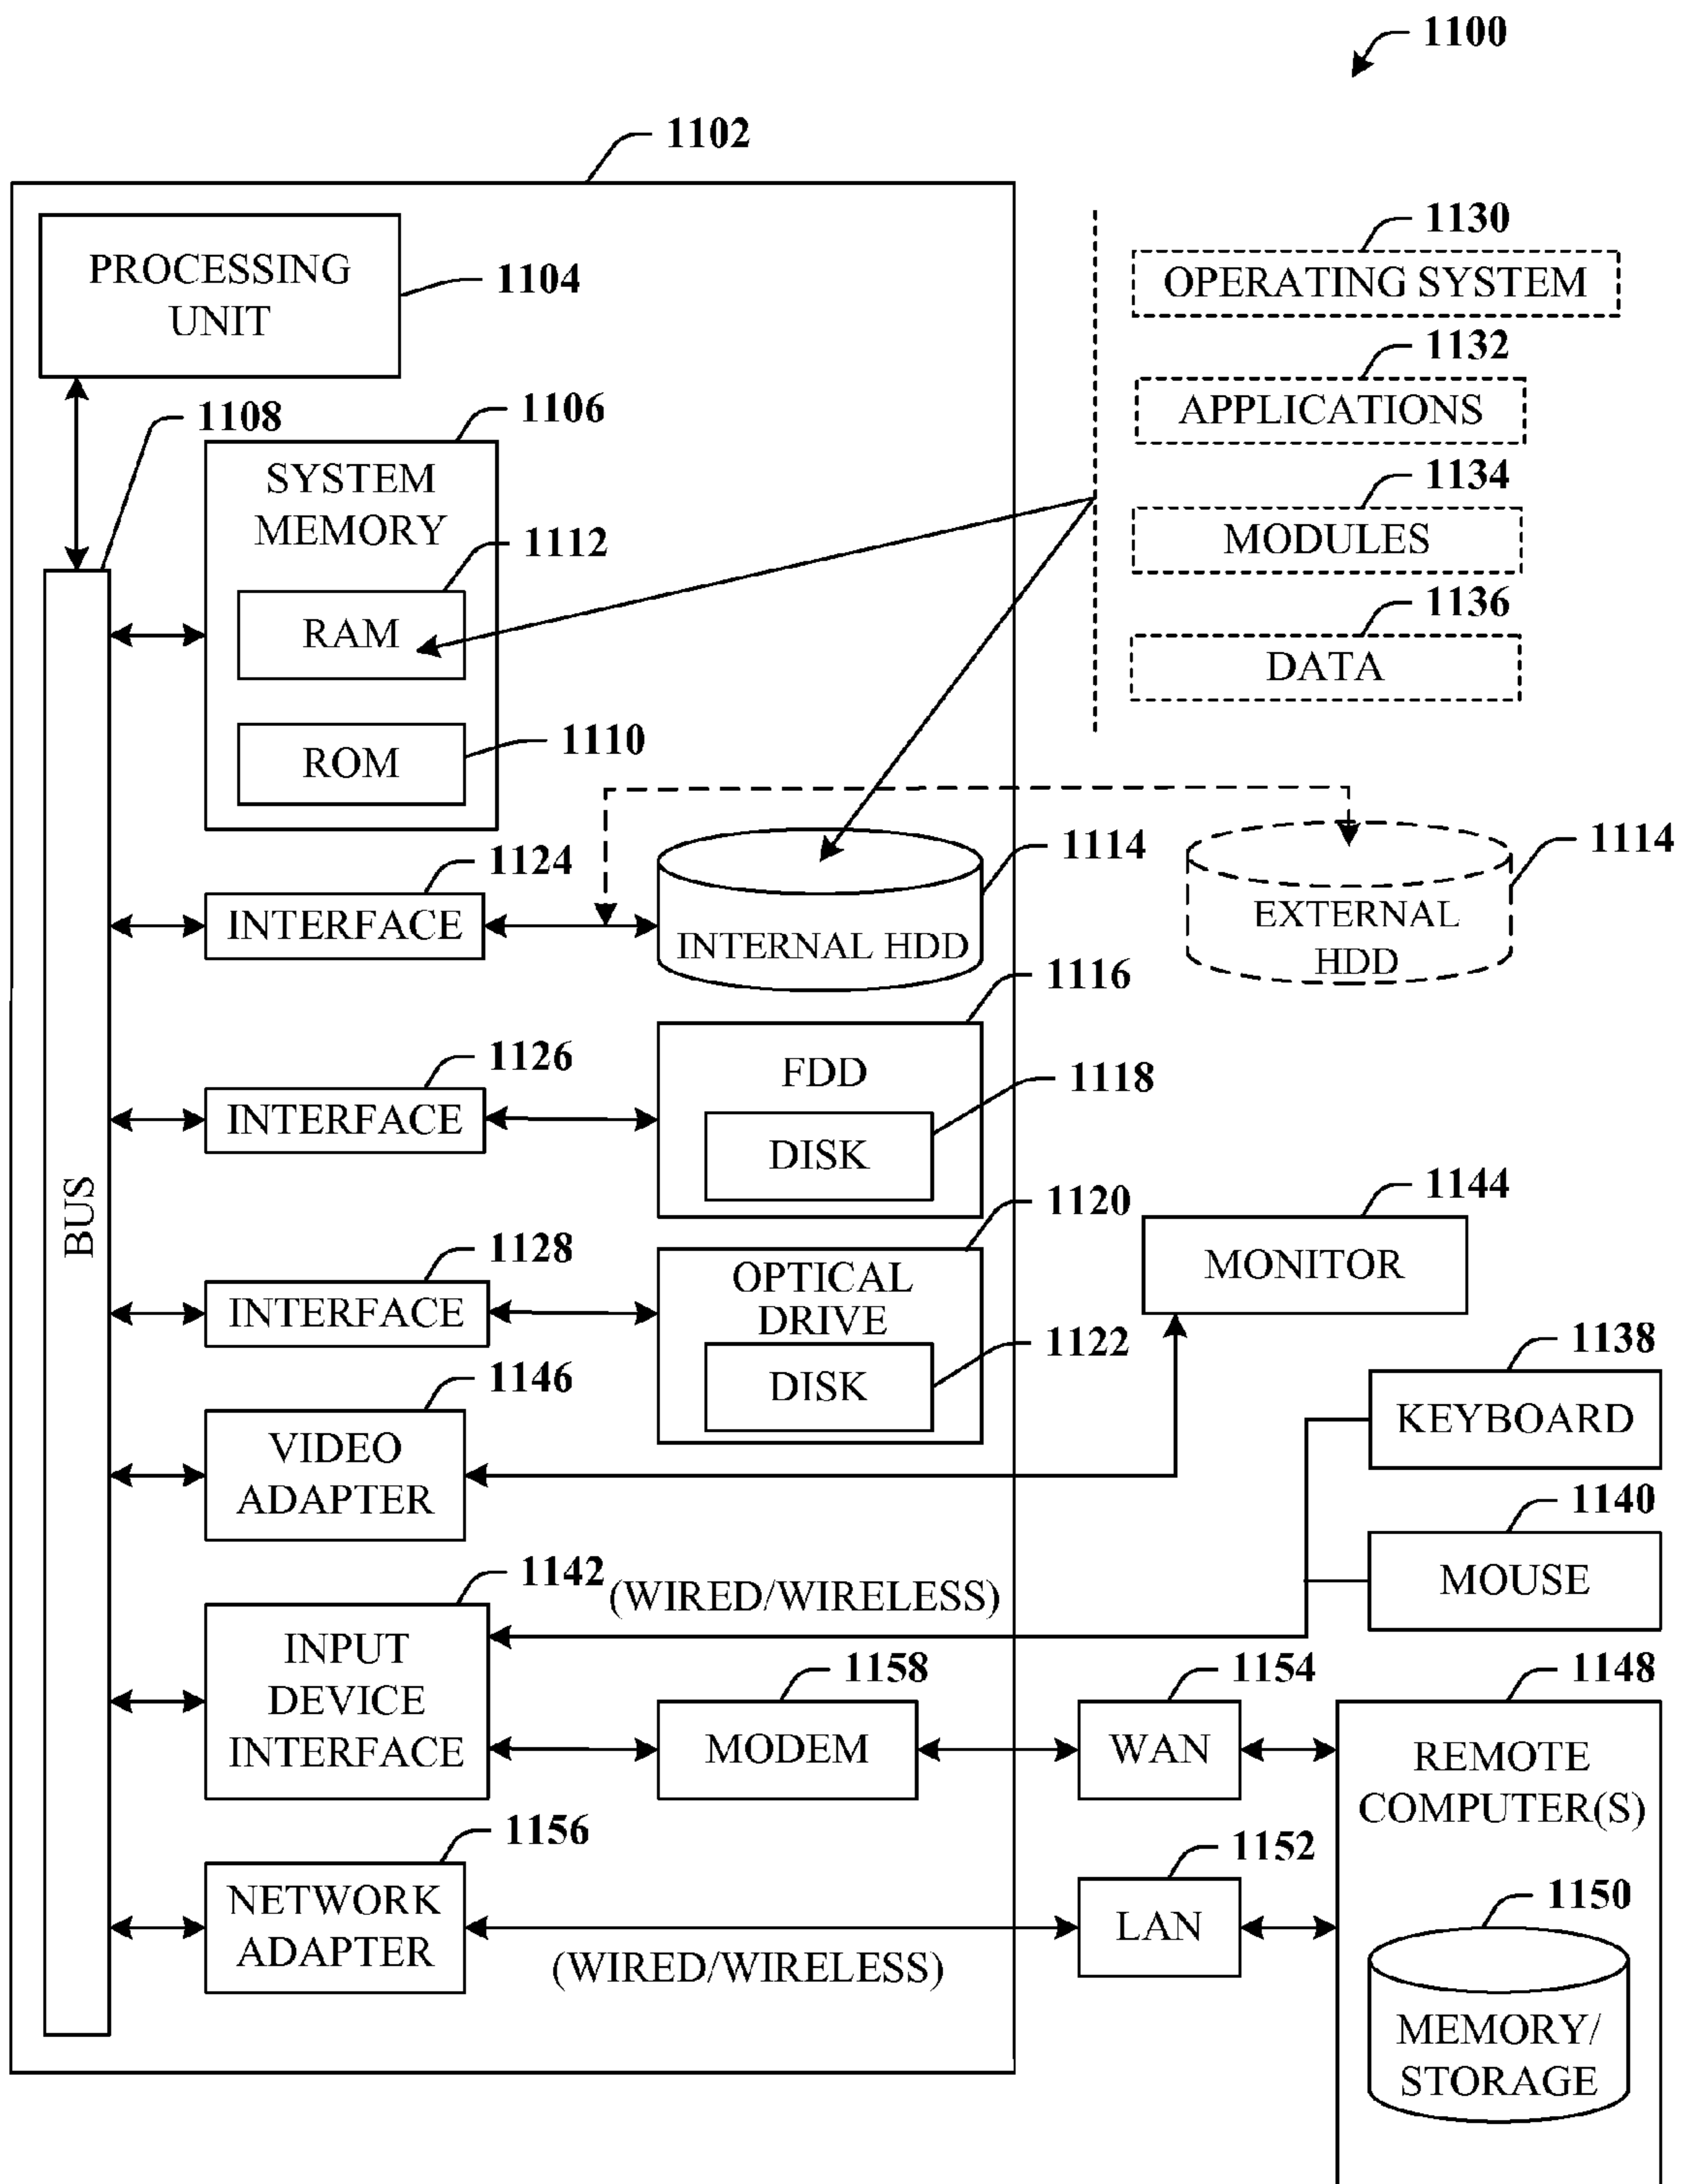 1100
1102
PROCESSING
UNIT
1104
1130
OPERATING SYSTEM
1132
APPLICATIONS
1134
MODULES
1136
DATA
1108
1106
SYSTEM
MEMORY
1112
RAM
1110
ROM
1124
INTERFACE
1114
INTERNAL HDD
1114
EXTERNAL
HDD
1116
FDD
1126
INTERFACE
1118
DISK
BUS
1120
OPTICAL
DRIVE
1128
INTERFACE
1122
DISK
1144
MONITOR
1146
VIDEO
ADAPTER
1138
KEYBOARD
1140
MOUSE
1142
(WIRED/WIRELESS)
INPUT
DEVICE
INTERFACE
1158
MODEM
1154
WAN
1148
REMOTE
COMPUTER(S)
1156
NETWORK
ADAPTER
(WIRED/WIRELESS)
1152
LAN
1150
MEMORY/
STORAGE